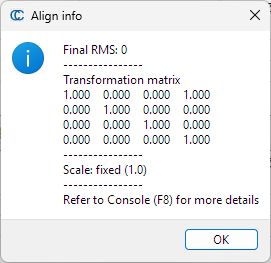 Align info
Final RMS: 0
----------------
Transformation matrix
1.000 0.000 0.000 1.000
0.000 1.000 0.000 0.000
0.000 0.000 1.000 0.000
0.000 0.000 0.000 1.000
----------------
Scale: fixed (1.0)
----------------
Refer to Console (F8) for more details
OK